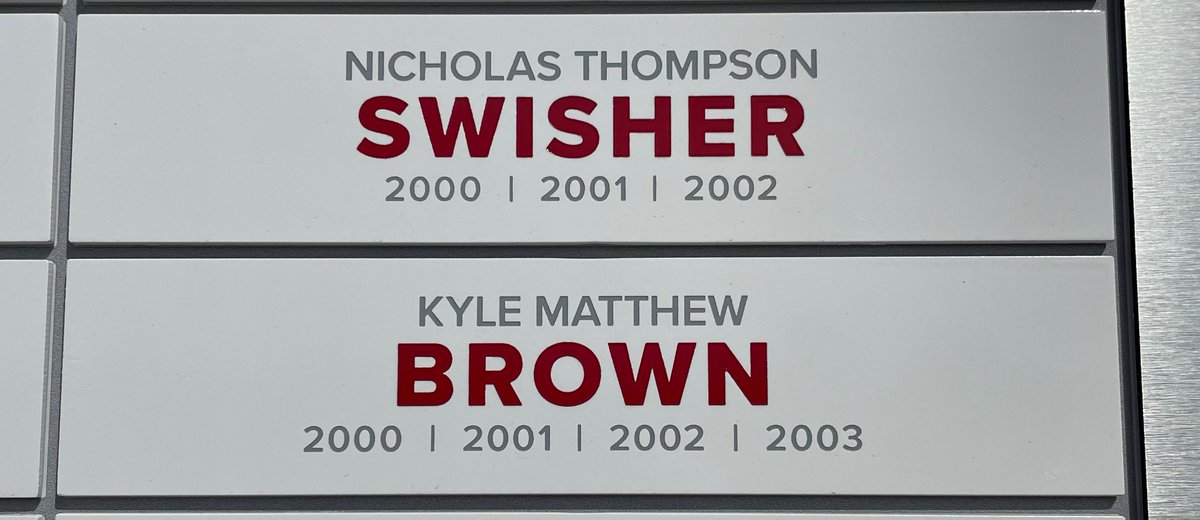 NICHOLAS THOMPSON
SWISHER
2000 | 2001 | 2002
KYLE MATTHEW
BROWN
2000 | 2001 | 2002 | 2003